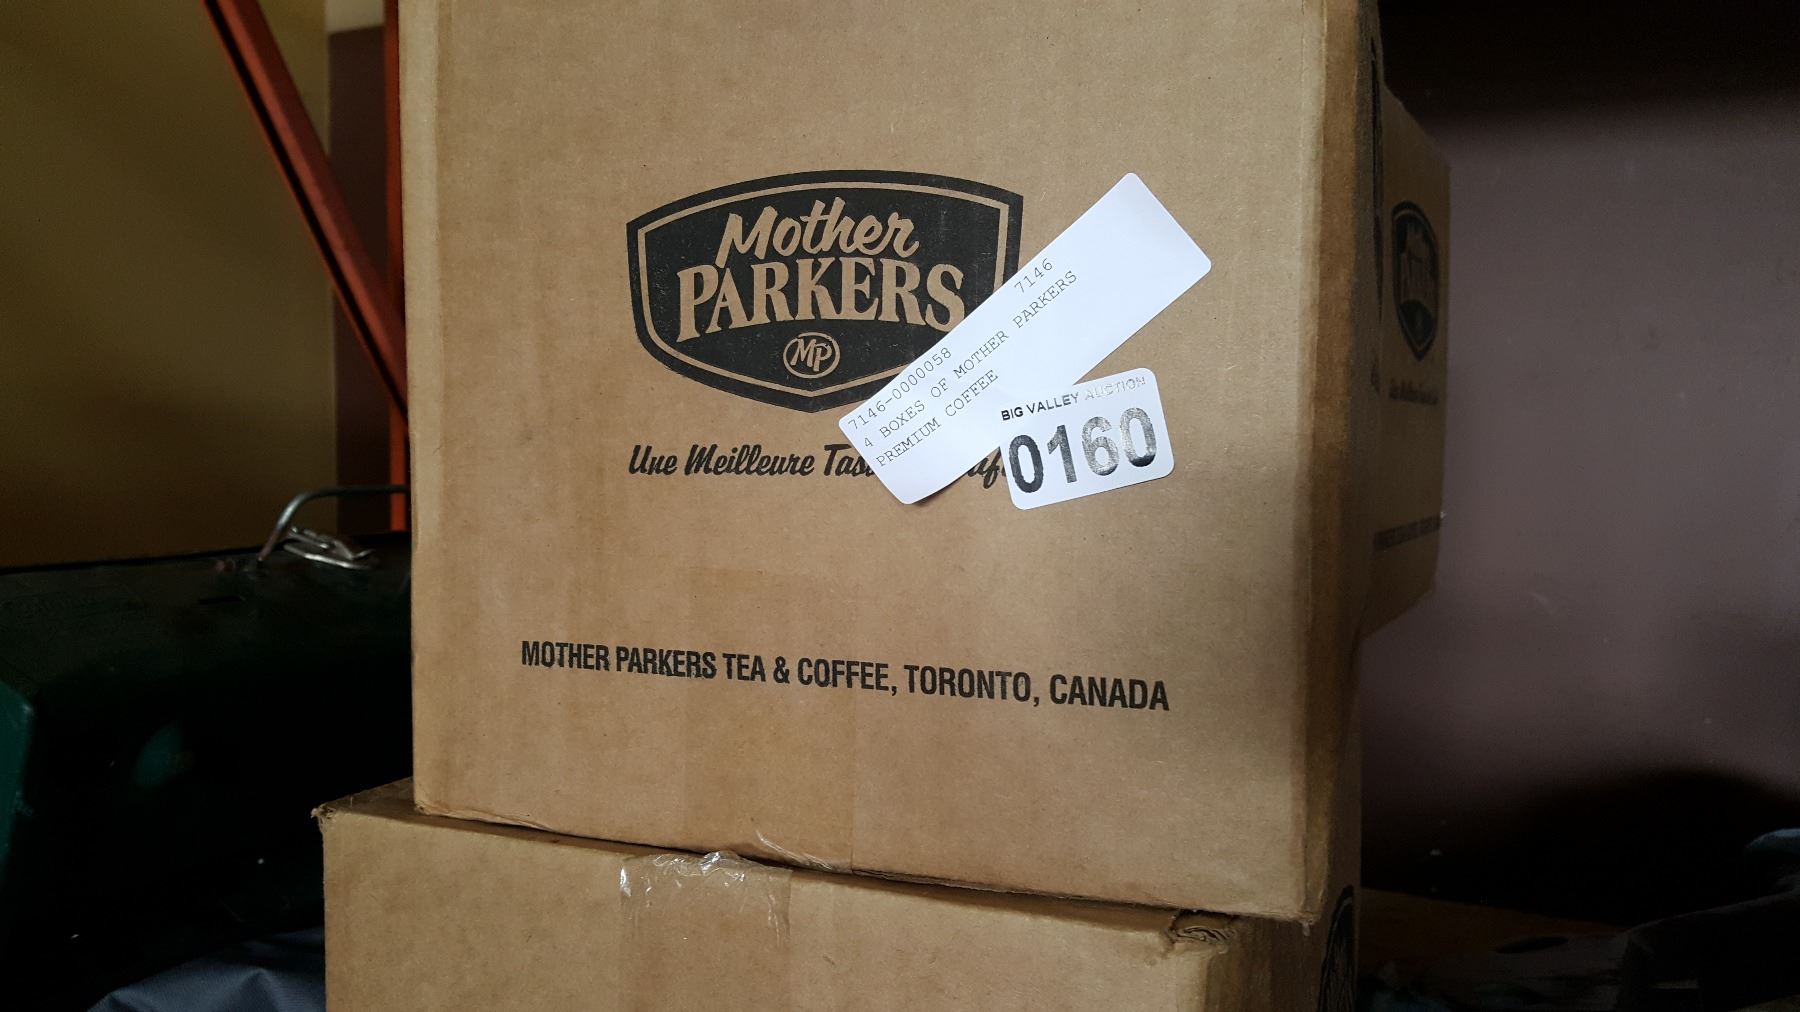 Mother
PARKERS
MP
7146-0000058 7146
4 BOXES OF MOTHER PARKERS
PREMIUM COFFEE
BIG VALLEY AUCTION
0160
Une Meilleure
MOTHER PARKERS TEA & COFFEE, TORONTO, CANADA